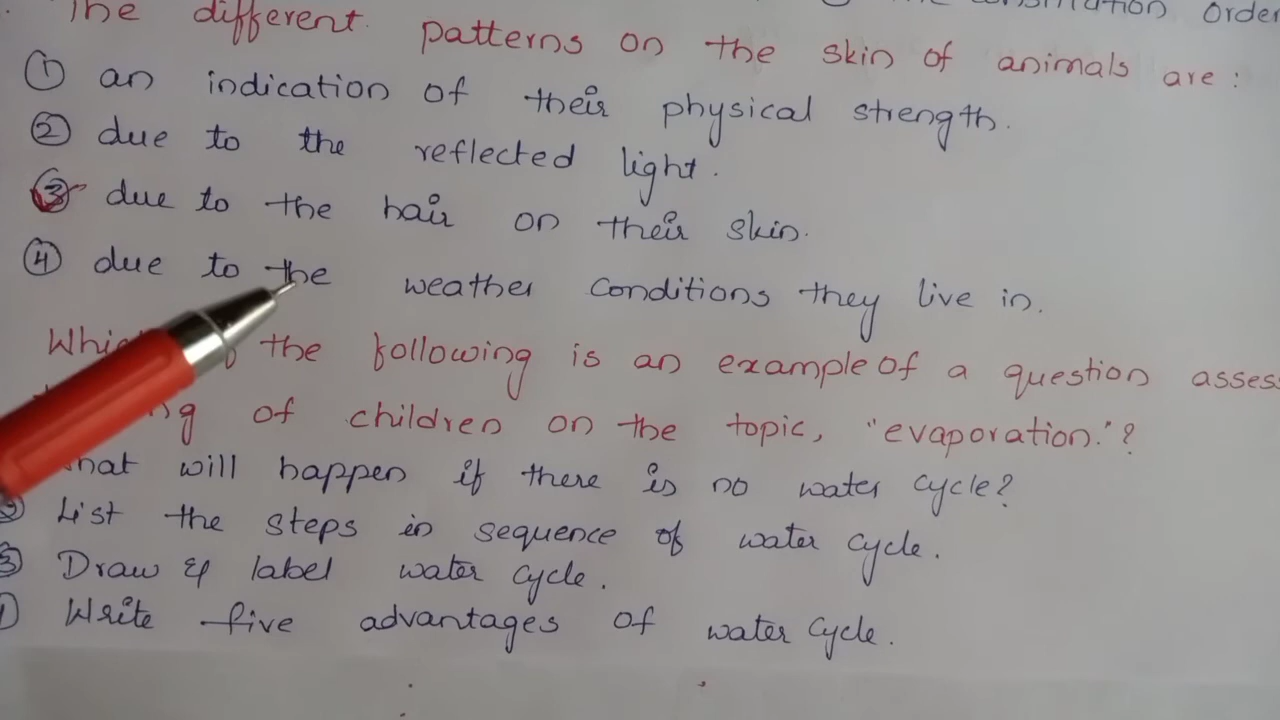 The different patterns on the skin of animals are:
① an indication of their physical strength.
② due to the reflected light.
③ due to the hair on their skin.
④ due to the weather conditions they live in.
the following is an example of a question
of children on the topic, "evaporation."?
will happen if there is no water cycle?
② List the steps in sequence of water cycle.
③ Draw & label water cycle.
Write five advantages of water cycle.